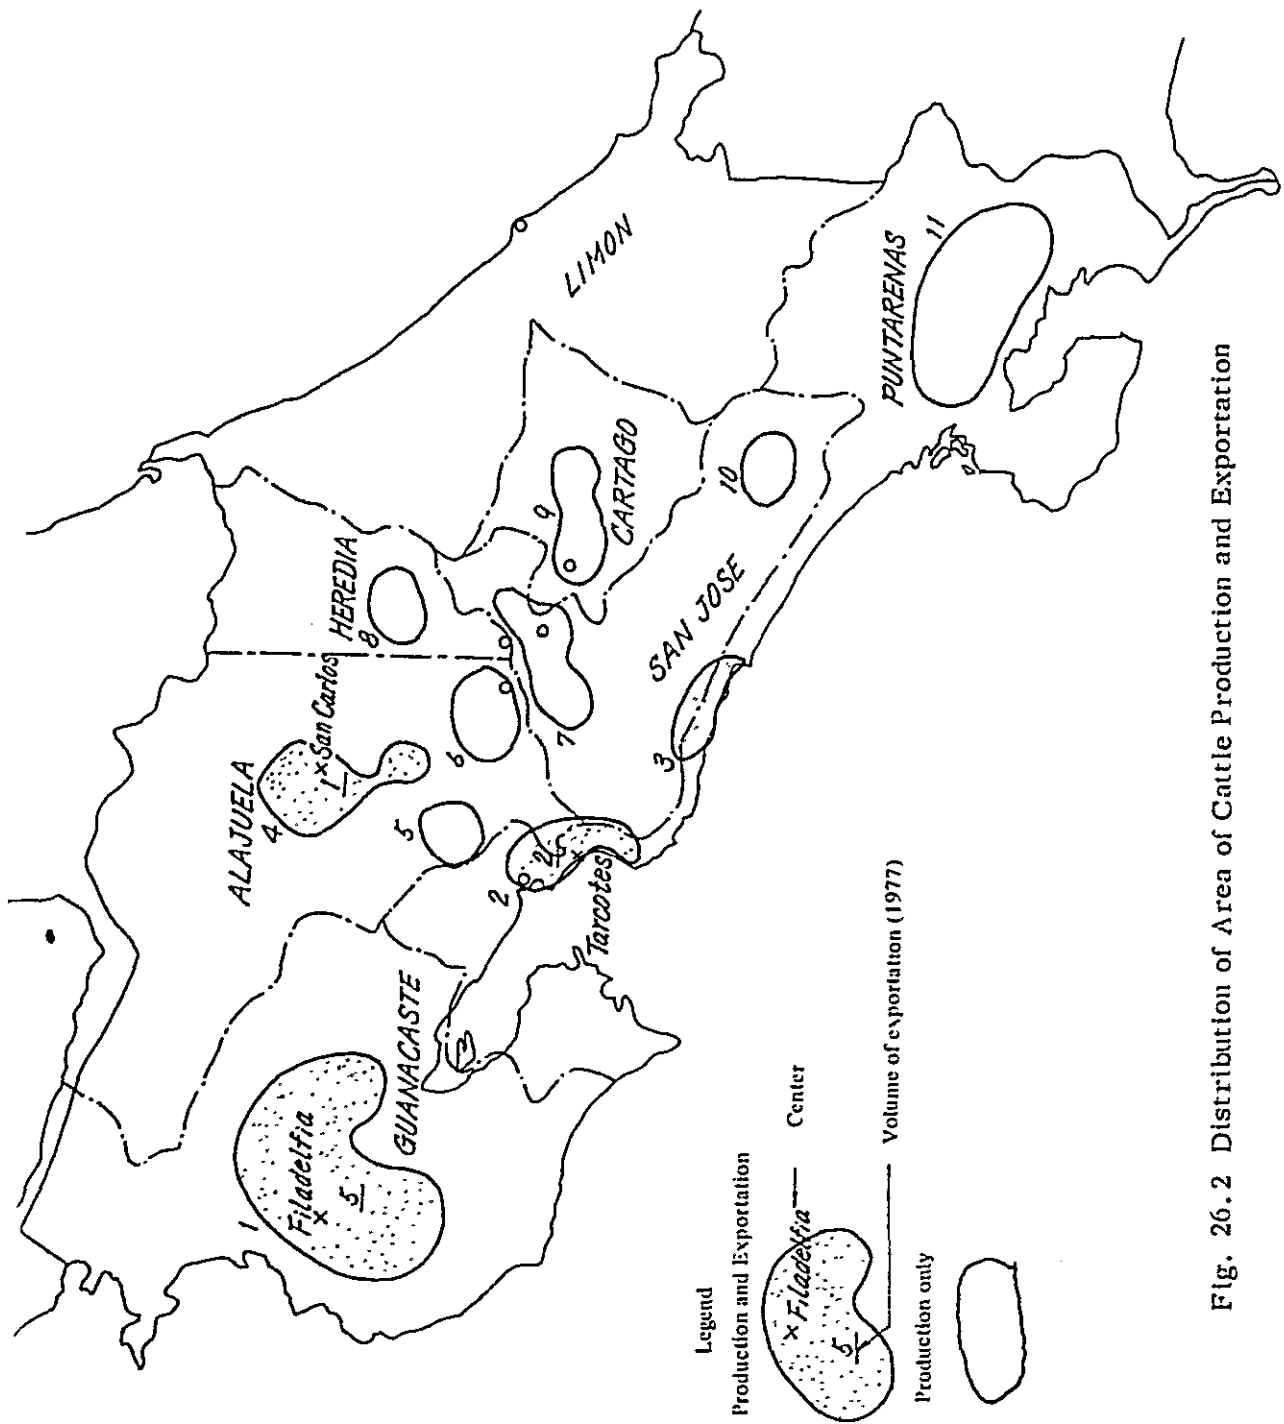 LIMON
PUNTARENAS
11
CARTAGO
9
10
HEREDIA
8
SAN JOSE
San Carlos
1
ALAJUELA
4
6
7
5
3
2
2.5
Tarcotes
GUANACASTE
1
Filadelfia
5
Legend
Production and Exportation
Filadelfia
Center
5
Volume of exportation (1977)
Production only
Fig. 26.2 Distribution of Area of Cattle Production and Exportation